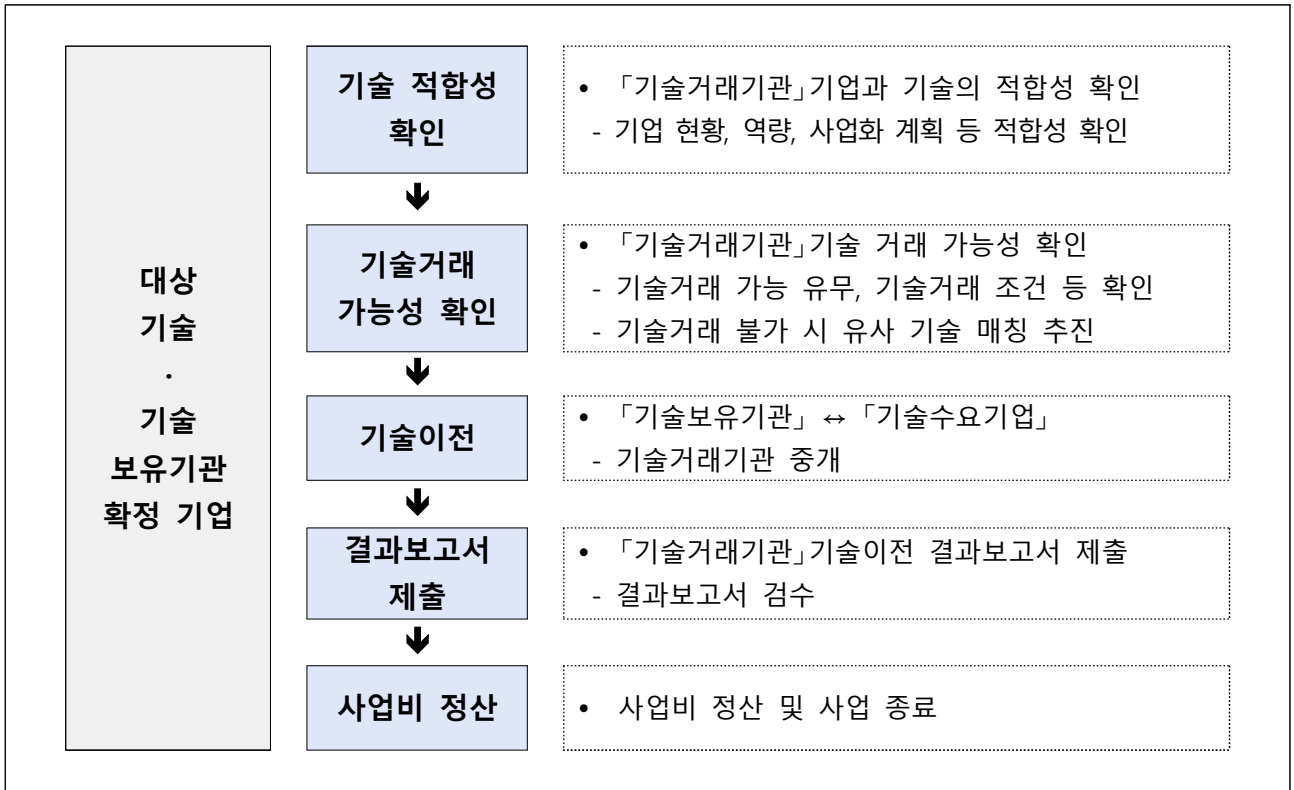 대상
기술
·
기술
보유기관
확정 기업
기술 적합성
확인
• 「기술거래기관」기업과 기술의 적합성 확인
- 기업 현황, 역량, 사업화 계획 등 적합성 확인
🡻
기술거래
가능성 확인
• 「기술거래기관」기술 거래 가능성 확인
- 기술거래 가능 유무, 기술거래 조건 등 확인
- 기술거래 불가 시 유사 기술 매칭 추진
🡻
기술이전
• 「기술보유기관」 ↔ 「기술수요기업」
- 기술거래기관 중개
🡻
결과보고서
제출
• 「기술거래기관」기술이전 결과보고서 제출
- 결과보고서 검수
🡻
사업비 정산
• 사업비 정산 및 사업 종료